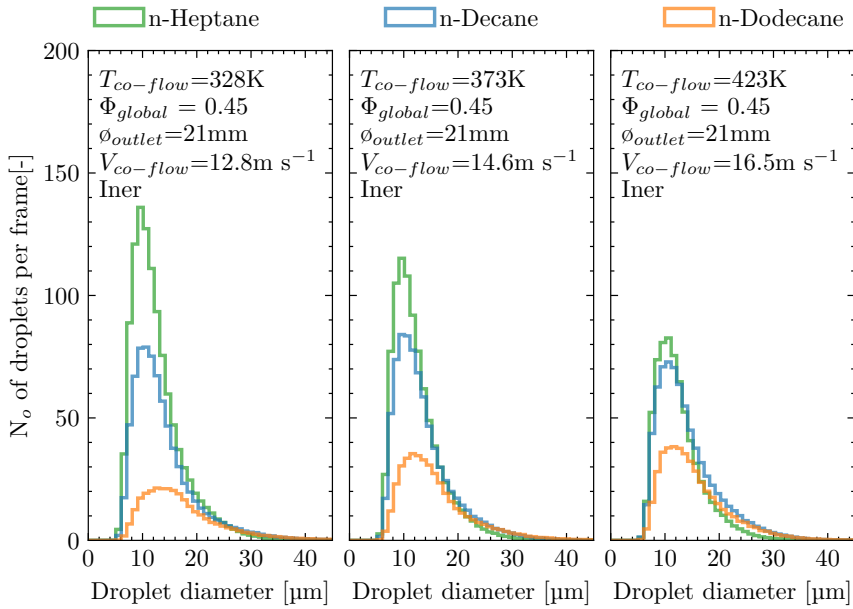 n-Heptane n-Decane n-Dodecane
N_o of droplets per frame[-]
200
150
100
50
0
T_co−flow=328K
Φ_global = 0.45
ø_outlet=21mm
V_co−flow=12.8m s⁻¹
Iner
T_co−flow=373K
Φ_global=0.45
ø_outlet=21mm
V_co−flow=14.6m s⁻¹
Iner
T_co−flow=423K
Φ_global = 0.45
ø_outlet=21mm
V_co−flow=16.5m s⁻¹
Iner
0 10 20 30 40
0 10 20 30 40
0 10 20 30 40
Droplet diameter [µm]
Droplet diameter [µm]
Droplet diameter [µm]